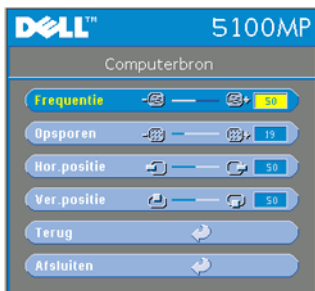 DELL™ 5100MP
Computerbron
Frequentie 50
Opsporen 19
Hor.positie 50
Ver.positie 50
Terug
Afsluiten